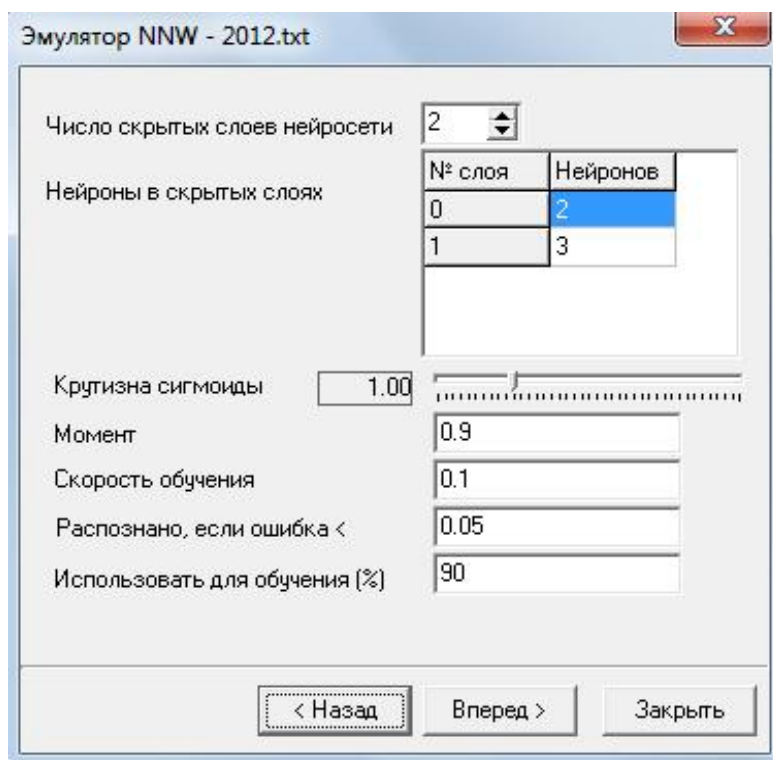 Эмулятор NNW - 2012.txt
Число скрытых слоев нейросети 2
Нейроны в скрытых слоях
№ слоя Нейронов
0 2
1 3
Крутизна сигмоиды 1.00
Момент 0.9
Скорость обучения 0.1
Распознано, если ошибка < 0.05
Использовать для обучения (%) 90
< Назад Вперед > Закрыть